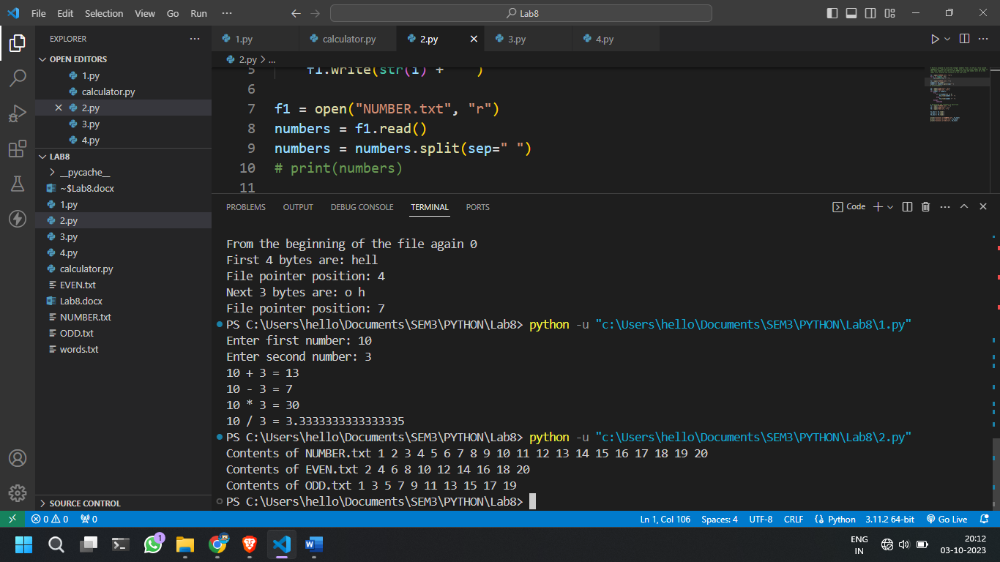 File Edit Selection View Go Run ···
Lab8
EXPLORER ···
OPEN EDITORS
1.py
calculator.py
2.py
3.py
4.py
LAB8
__pycache__
~$Lab8.docx
1.py
2.py
3.py
4.py
calculator.py
EVEN.txt
Lab8.docx
NUMBER.txt
ODD.txt
words.txt
SOURCE CONTROL
1.py calculator.py 2.py 3.py 4.py
2.py > ...
5 f1.write(str(i) + )
6
7 f1 = open("NUMBER.txt", "r")
8 numbers = f1.read()
9 numbers = numbers.split(sep=" ")
10 # print(numbers)
11
PROBLEMS OUTPUT DEBUG CONSOLE TERMINAL PORTS
Code
From the beginning of the file again 0
First 4 bytes are: hell
File pointer position: 4
Next 3 bytes are: o h
File pointer position: 7
PS C:\Users\hello\Documents\SEM3\PYTHON\Lab8> python -u "c:\Users\hello\Documents\SEM3\PYTHON\Lab8\1.py"
Enter first number: 10
Enter second number: 3
10 + 3 = 13
10 - 3 = 7
10 * 3 = 30
10 / 3 = 3.3333333333333335
PS C:\Users\hello\Documents\SEM3\PYTHON\Lab8> python -u "c:\Users\hello\Documents\SEM3\PYTHON\Lab8\2.py"
Contents of NUMBER.txt 1 2 3 4 5 6 7 8 9 10 11 12 13 14 15 16 17 18 19 20
Contents of EVEN.txt 2 4 6 8 10 12 14 16 18 20
Contents of ODD.txt 1 3 5 7 9 11 13 15 17 19
PS C:\Users\hello\Documents\SEM3\PYTHON\Lab8>
0 0 0 Ln 1, Col 106 Spaces: 4 UTF-8 CRLF Python 3.11.2 64-bit Go Live
1
ENG
IN
20:12
03-10-2023